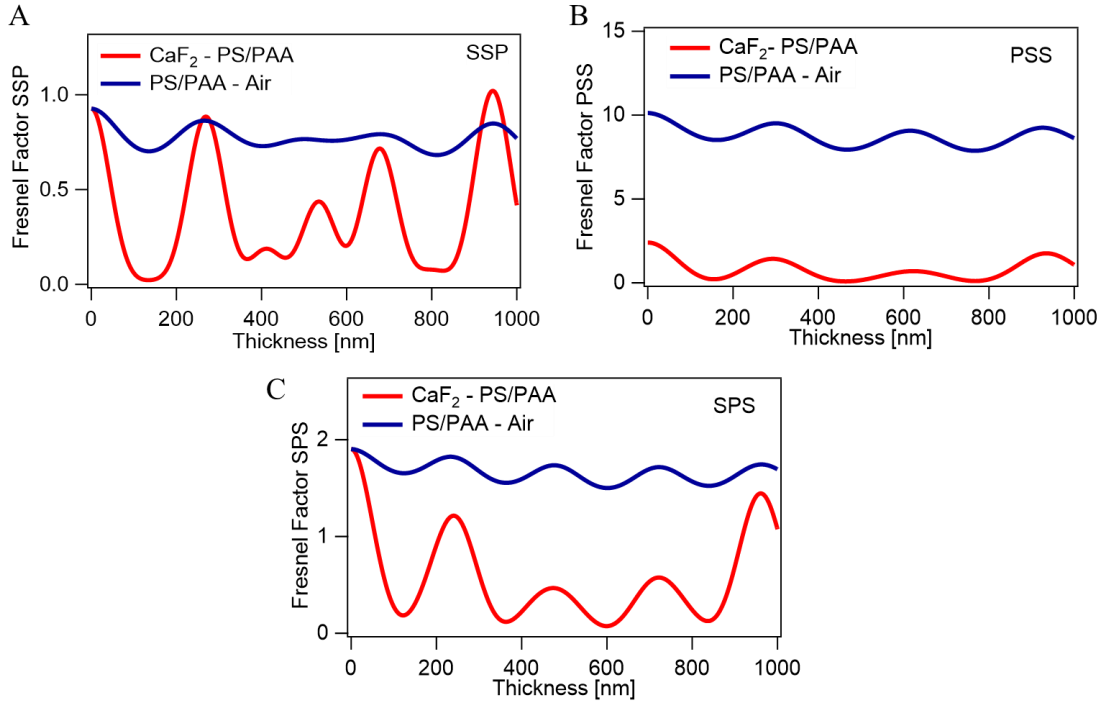 A
CaF2 - PS/PAA
SSP
PS/PAA - Air
Fresnel Factor SSP
1.0
0.5
0.0
0 200 400 600 800 1000
Thickness [nm]
B
CaF2- PS/PAA
PSS
PS/PAA - Air
Fresnel Factor PSS
15
10
5
0
0 200 400 600 800 1000
Thickness [nm]
C
CaF2 - PS/PAA
SPS
PS/PAA - Air
Fresnel Factor SPS
2
1
0
0 200 400 600 800 1000
Thickness [nm]